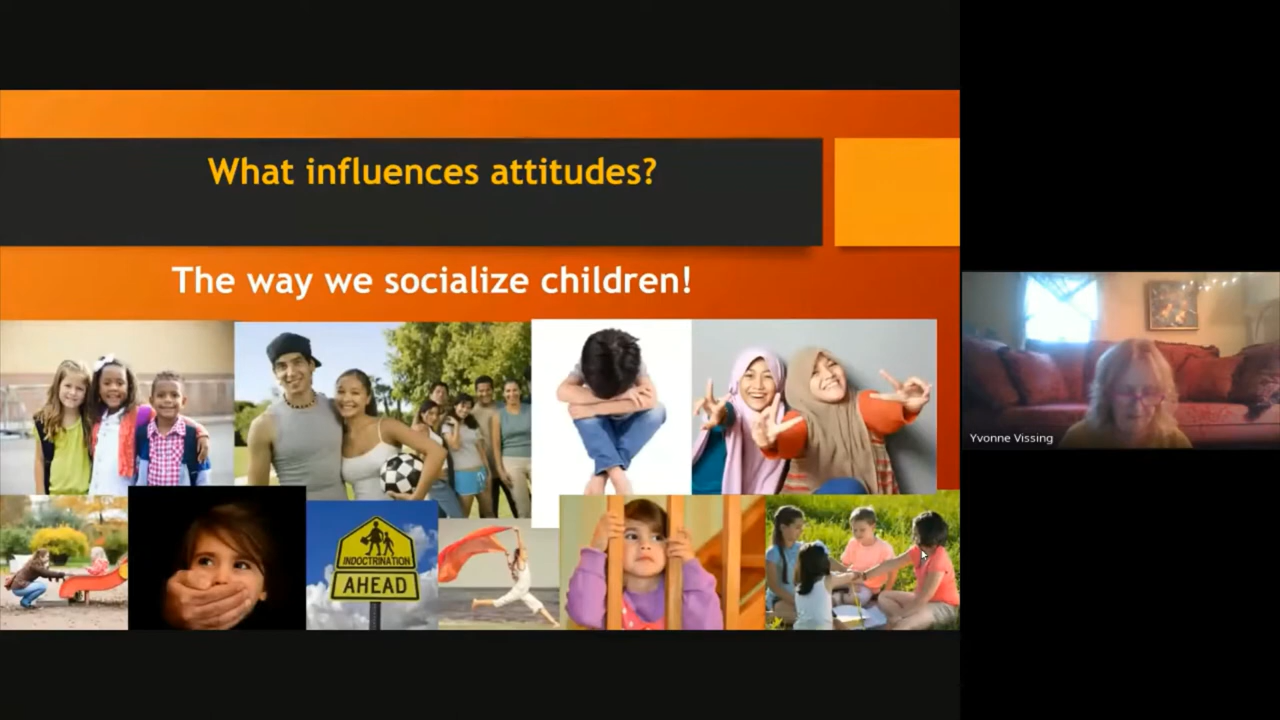 What influences attitudes?
The way we socialize children!
INDOCTRINATION
AHEAD
Yvonne Vissing